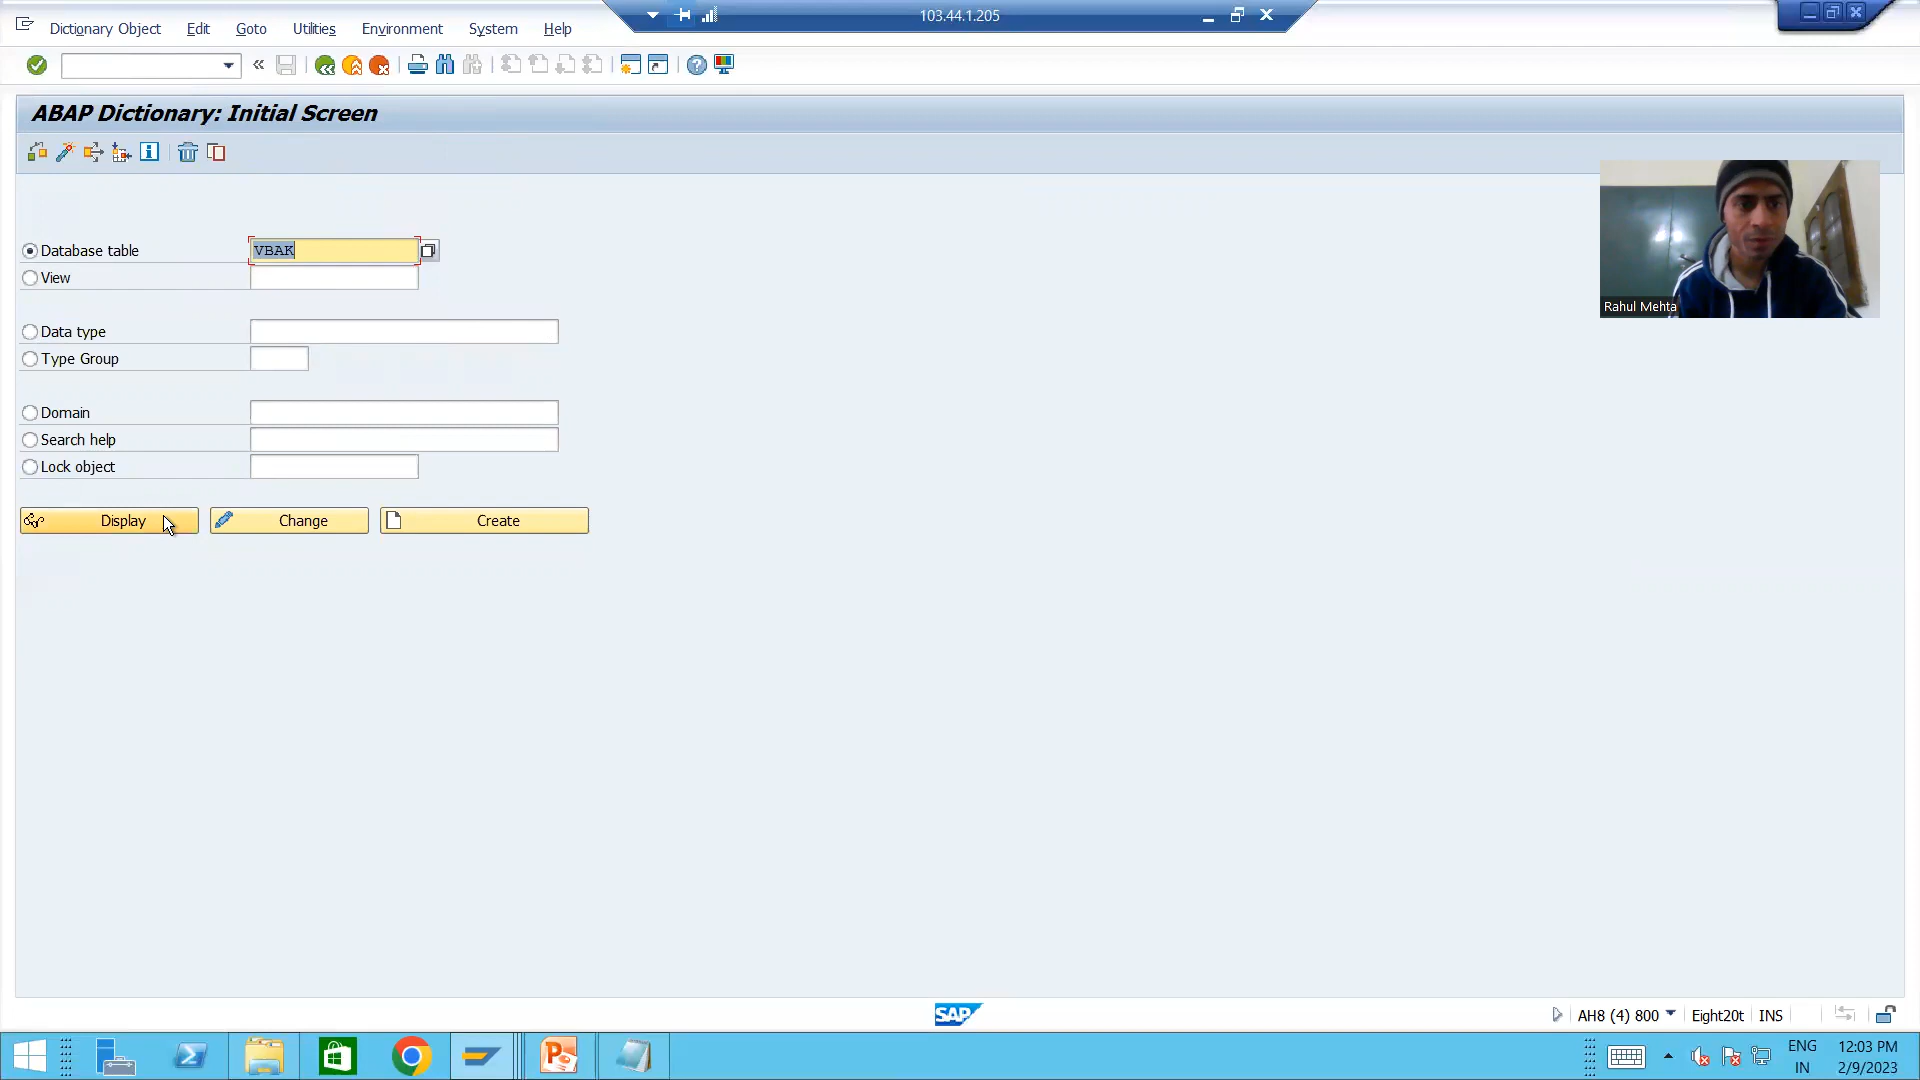 103.44.1.205
Dictionary Object Edit Goto Utilities Environment System Help
ABAP Dictionary: Initial Screen
Database table VBAK
View
Data type
Type Group
Domain
Search help
Lock object
Display Change Create
Rahul Mehta
SAP
AH8 (4) 800 Eight20t INS
ENG 12:03 PM
IN 2/9/2023